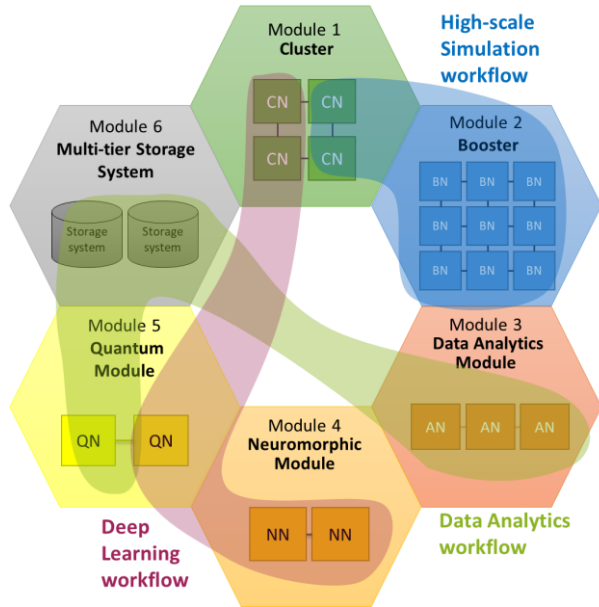 Module 1
Cluster
CN CN
CN CN
High-scale
Simulation
workflow
Module 2
Booster
BN BN BN
BN BN BN
BN BN BN
Module 6
Multi-tier Storage
System
Storage
system
Storage
system
Module 3
Data Analytics
Module
AN AN AN
Module 5
Quantum
Module
QN QN
Module 4
Neuromorphic
Module
NN NN
Deep
Learning
workflow
Data Analytics
workflow